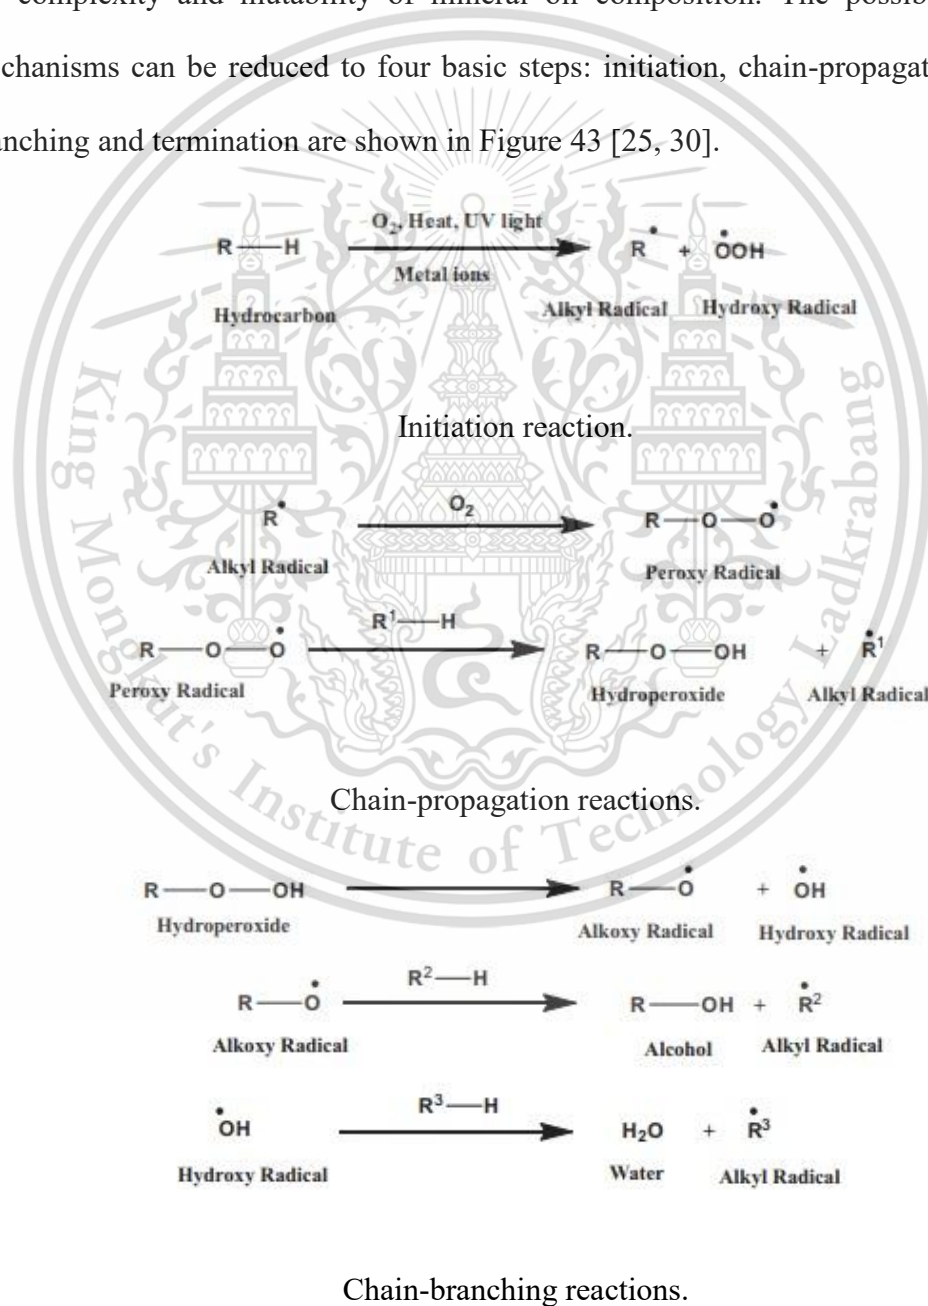 complexity and mutability of mineral oil composition. The possib
chanisms can be reduced to four basic steps: initiation, chain-propagat
anching and termination are shown in Figure 43 [25, 30].
O₂, Heat, UV light
R—H R• + •OOH
Metal ions
Hydrocarbon Alkyl Radical Hydroxy Radical
Initiation reaction.
O₂
R• R—O—O•
Alkyl Radical Peroxy Radical
R¹—H
R—O—O• R—O—OH + R•¹
Peroxy Radical Hydroperoxide Alkyl Radical
Chain-propagation reactions.
R—O—OH R—O• + •OH
Hydroperoxide Alkoxy Radical Hydroxy Radical
R²—H
R—O• R—OH + R•²
Alkoxy Radical Alcohol Alkyl Radical
R³—H
•OH H₂O + R•³
Hydroxy Radical Water Alkyl Radical
Chain-branching reactions.
King Mongkut's Institute of Technology Ladkrabang